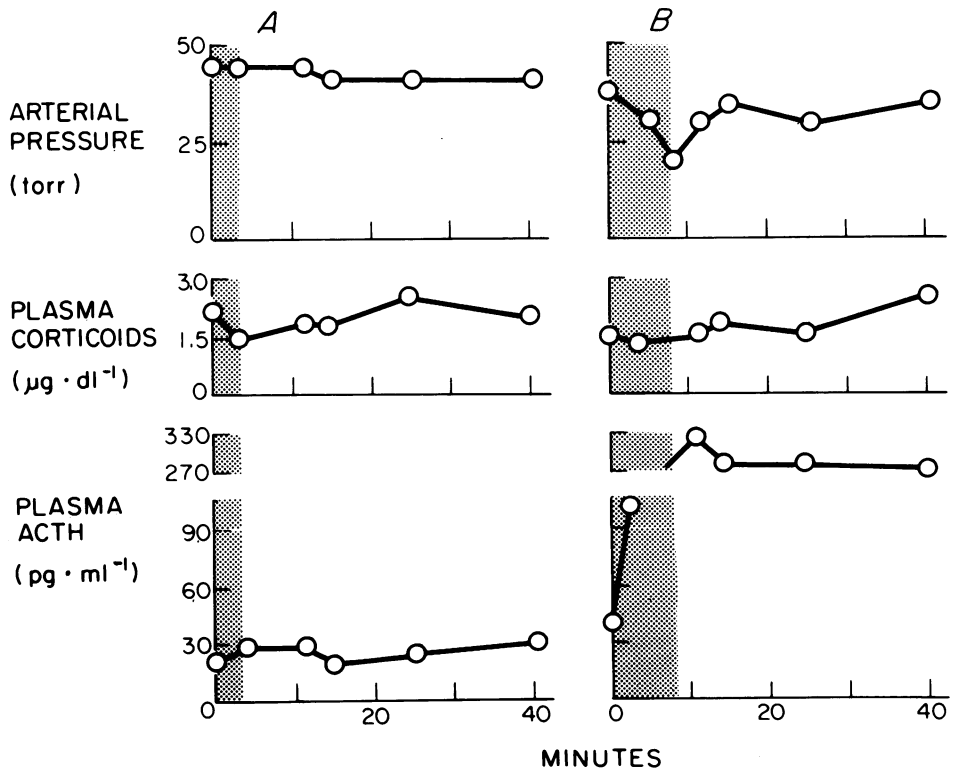 A B
ARTERIAL
PRESSURE
(torr)
50
25
0
PLASMA
CORTICOIDS
(µg · dl⁻¹)
3.0
1.5
0
PLASMA
ACTH
(pg · ml⁻¹)
330
270
90
60
30
0 20 40 0 20 40
MINUTES